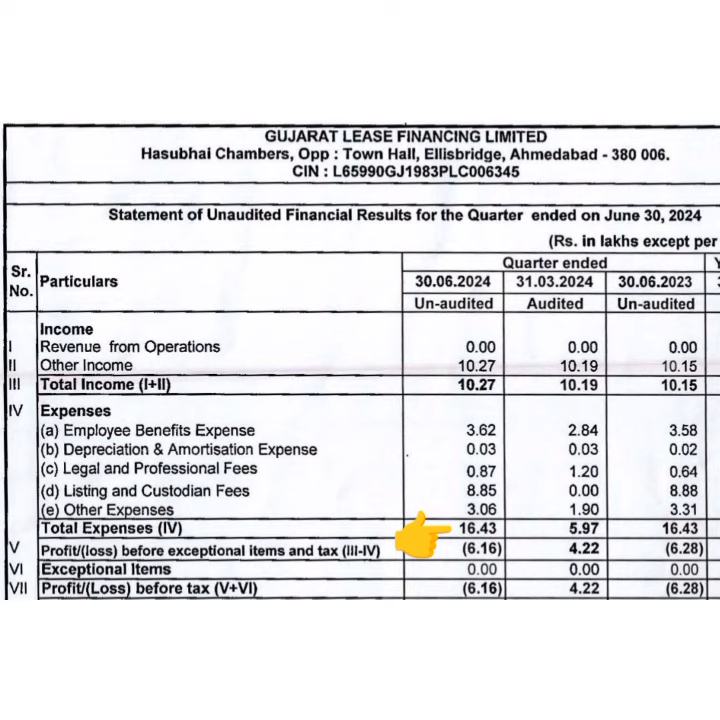 GUJARAT LEASE FINANCING LIMITED
Hasubhai Chambers, Opp : Town Hall, Ellisbridge, Ahmedabad - 380 006.
CIN : L65990GJ1983PLC006345
Statement of Unaudited Financial Results for the Quarter ended on June 30, 2024
(Rs. in lakhs except per
Sr. No. Particulars Quarter ended Y
30.06.2024 31.03.2024 30.06.2023 3
Un-audited Audited Un-audited
Income
I Revenue from Operations 0.00 0.00 0.00
II Other Income 10.27 10.19 10.15
III Total Income (I+II) 10.27 10.19 10.15
IV Expenses
(a) Employee Benefits Expense 3.62 2.84 3.58
(b) Depreciation & Amortisation Expense 0.03 0.03 0.02
(c) Legal and Professional Fees 0.87 1.20 0.64
(d) Listing and Custodian Fees 8.85 0.00 8.88
(e) Other Expenses 3.06 1.90 3.31
Total Expenses (IV) 16.43 5.97 16.43
V Profit/(loss) before exceptional items and tax (III-IV) (6.16) 4.22 (6.28)
VI Exceptional Items 0.00 0.00 0.00
VII Profit/(Loss) before tax (V+VI) (6.16) 4.22 (6.28)